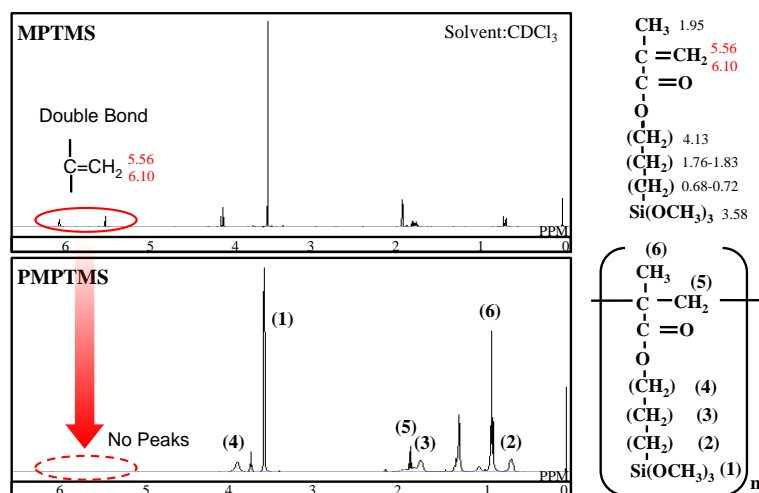 MPTMS
Solvent:CDCl3
Double Bond
C=CH2
5.56
6.10
PPM
6 5 4 3 2 1 0
CH3 1.95
C =CH2 5.56
6.10
C = O
O
(CH2) 4.13
(CH2) 1.76-1.83
(CH2) 0.68-0.72
Si(OCH3)3 3.58
PMPTMS
(1)
(6)
(5)
(4)
(3)
(2)
No Peaks
PPM
6 5 4 3 2 1 0
(6)
CH3
(5)
C – CH2
C = O
O
(CH2) (4)
(CH2) (3)
(CH2) (2)
Si(OCH3)3 (1)
n